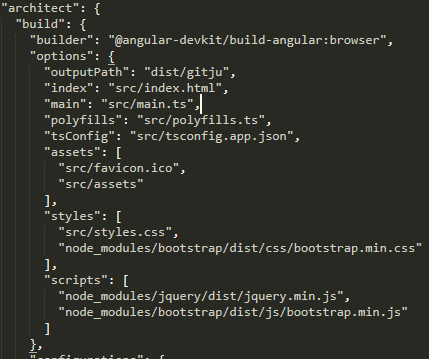 "architect": {
"build": {
"builder": "@angular-devkit/build-angular:browser",
"options": {
"outputPath": "dist/gitju",
"index": "src/index.html",
"main": "src/main.ts",
"polyfills": "src/polyfills.ts",
"tsConfig": "src/tsconfig.app.json",
"assets": [
"src/favicon.ico",
"src/assets"
],
"styles": [
"src/styles.css",
"node_modules/bootstrap/dist/css/bootstrap.min.css"
],
"scripts": [
"node_modules/jquery/dist/jquery.min.js",
"node_modules/bootstrap/dist/js/bootstrap.min.js"
]
},
"configurations": {